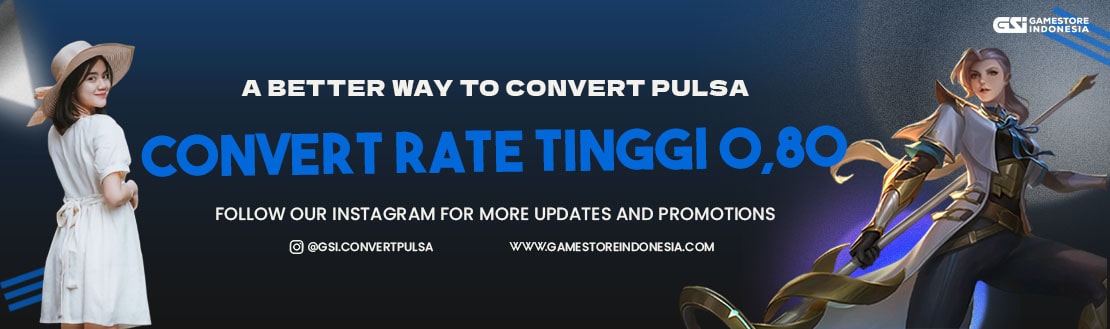 GSI GAMESTORE
INDONESIA
A BETTER WAY TO CONVERT PULSA
CONVERT RATE TINGGI 0,80
FOLLOW OUR INSTAGRAM FOR MORE UPDATES AND PROMOTIONS
@GSI.CONVERTPULSA WWW.GAMESTOREINDONESIA.COM